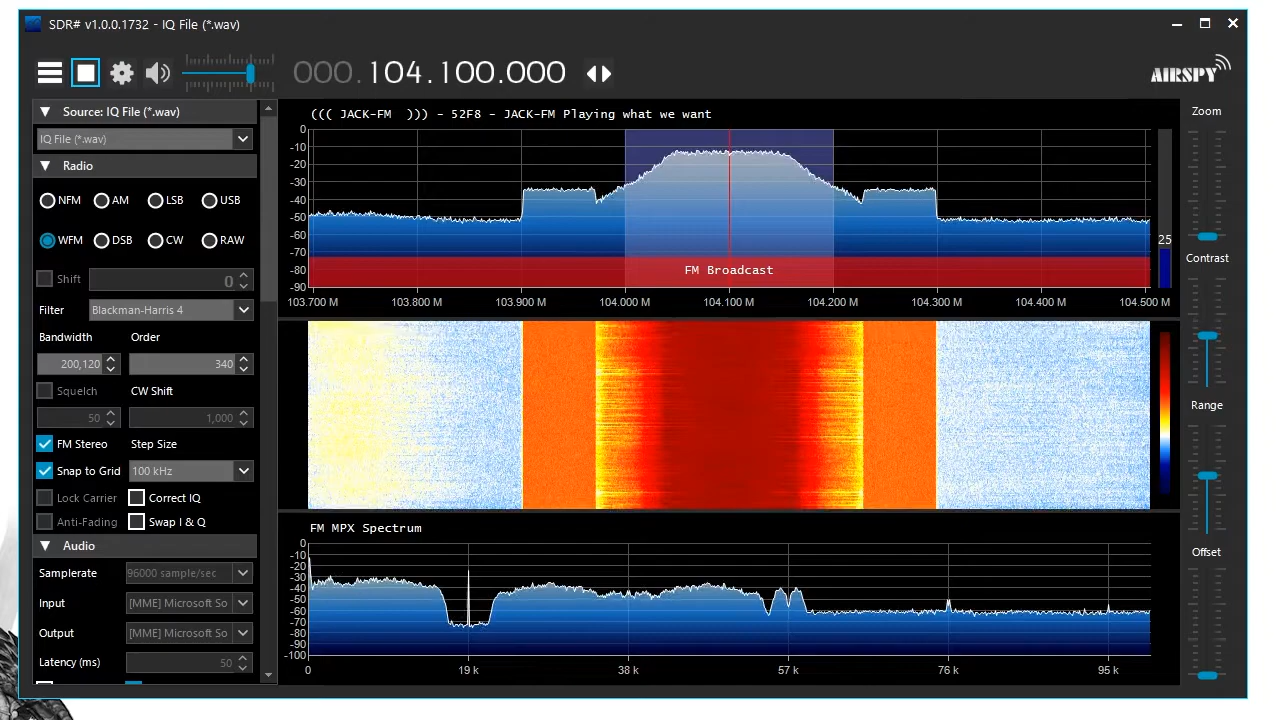 SDR# v1.0.0.1732 - IQ File (*.wav)
000.104.100.000
AIRSPY
Source: IQ File (*.wav)
IQ File (*.wav)
Radio
NFM AM LSB USB
WFM DSB CW RAW
Shift 0
Filter Blackman-Harris 4
Bandwidth Order
200,120 340
Squelch CW Shift
50 1,000
FM Stereo Step Size
Snap to Grid 100 kHz
Lock Carrier Correct IQ
Anti-Fading Swap I & Q
Audio
Samplerate 96000 sample/sec
Input [MME] Microsoft So
Output [MME] Microsoft So
Latency (ms) 50
((( JACK-FM ))) - 52F8 - JACK-FM Playing what we want
0
-10
-20
-30
-40
-50
-60
-70
-80
-90
FM Broadcast
25
103.700 M 103.800 M 103.900 M 104.000 M 104.100 M 104.200 M 104.300 M 104.400 M 104.500 M
FM MPX Spectrum
0
-10
-20
-30
-40
-50
-60
-70
-80
-90
-100
0 19 k 38 k 57 k 76 k 95 k
Zoom
Contrast
Range
Offset